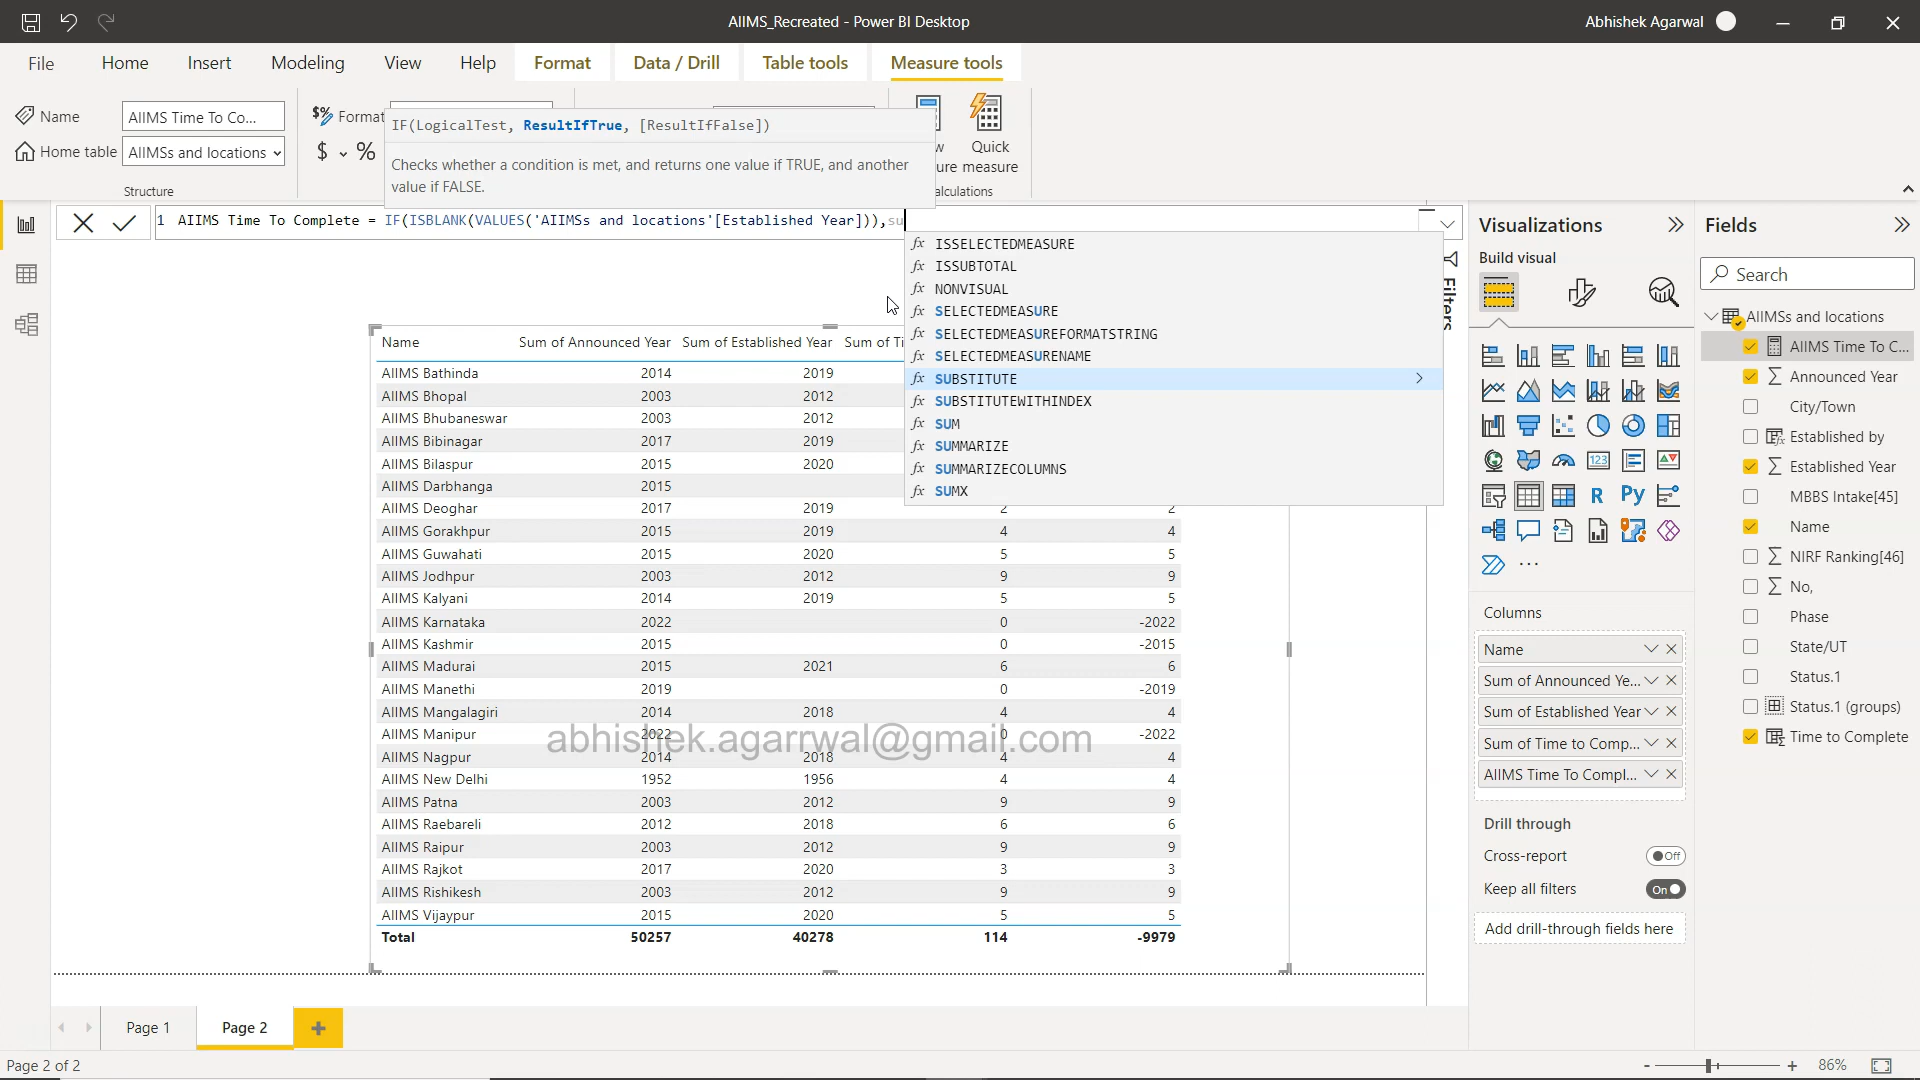 AIIMS_Recreated - Power BI Desktop
Abhishek Agarwal
File Home Insert Modeling View Help Format Data / Drill Table tools Measure tools
Name AIIMS Time To Co...
Home table AIIMSs and locations
Structure
Format
$ %
Quick measure
IF(LogicalTest, ResultIfTrue, [ResultIfFalse])
Checks whether a condition is met, and returns one value if TRUE, and another
value if FALSE.
1 AIIMS Time To Complete = IF(ISBLANK(VALUES('AIIMSs and locations'[Established Year])),su
ISSELECTEDMEASURE
ISSUBTOTAL
NONVISUAL
SELECTEDMEASURE
SELECTEDMEASUREFORMATSTRING
SELECTEDMEASURENAME
SUBSTITUTE
SUBSTITUTEWITHINDEX
SUM
SUMMARIZE
SUMMARIZECOLUMNS
SUMX
Name Sum of Announced Year Sum of Established Year Sum of Ti
AIIMS Bathinda 2014 2019
AIIMS Bhopal 2003 2012
AIIMS Bhubaneswar 2003 2012
AIIMS Bibinagar 2017 2019
AIIMS Bilaspur 2015 2020
AIIMS Darbhanga 2015
AIIMS Deoghar 2017 2019 2 2
AIIMS Gorakhpur 2015 2019 4 4
AIIMS Guwahati 2015 2020 5 5
AIIMS Jodhpur 2003 2012 9 9
AIIMS Kalyani 2014 2019 5 5
AIIMS Karnataka 2022 0 -2022
AIIMS Kashmir 2015 0 -2015
AIIMS Madurai 2015 2021 6 6
AIIMS Manethi 2019 0 -2019
AIIMS Mangalagiri 2014 2018 4 4
AIIMS Manipur 2022 0 -2022
abhishek.agarrwal@gmail.com
AIIMS Nagpur 2014 2018 4 4
AIIMS New Delhi 1952 1956 4 4
AIIMS Patna 2003 2012 9 9
AIIMS Raebareli 2012 2018 6 6
AIIMS Raipur 2003 2012 9 9
AIIMS Rajkot 2017 2020 3 3
AIIMS Rishikesh 2003 2012 9 9
AIIMS Vijaypur 2015 2020 5 5
Total 50257 40278 114 -9979
Filters
Visualizations
Build visual
Columns
Name
Sum of Announced Ye...
Sum of Established Year
Sum of Time to Comp...
AIIMS Time To Compl...
Drill through
Cross-report Off
Keep all filters On
Add drill-through fields here
Fields
Search
AIIMSs and locations
AIIMS Time To C...
Announced Year
City/Town
Established by
Established Year
MBBS Intake[45]
Name
NIRF Ranking[46]
No,
Phase
State/UT
Status.1
Status.1 (groups)
Time to Complete
Page 1 Page 2
Page 2 of 2
86%